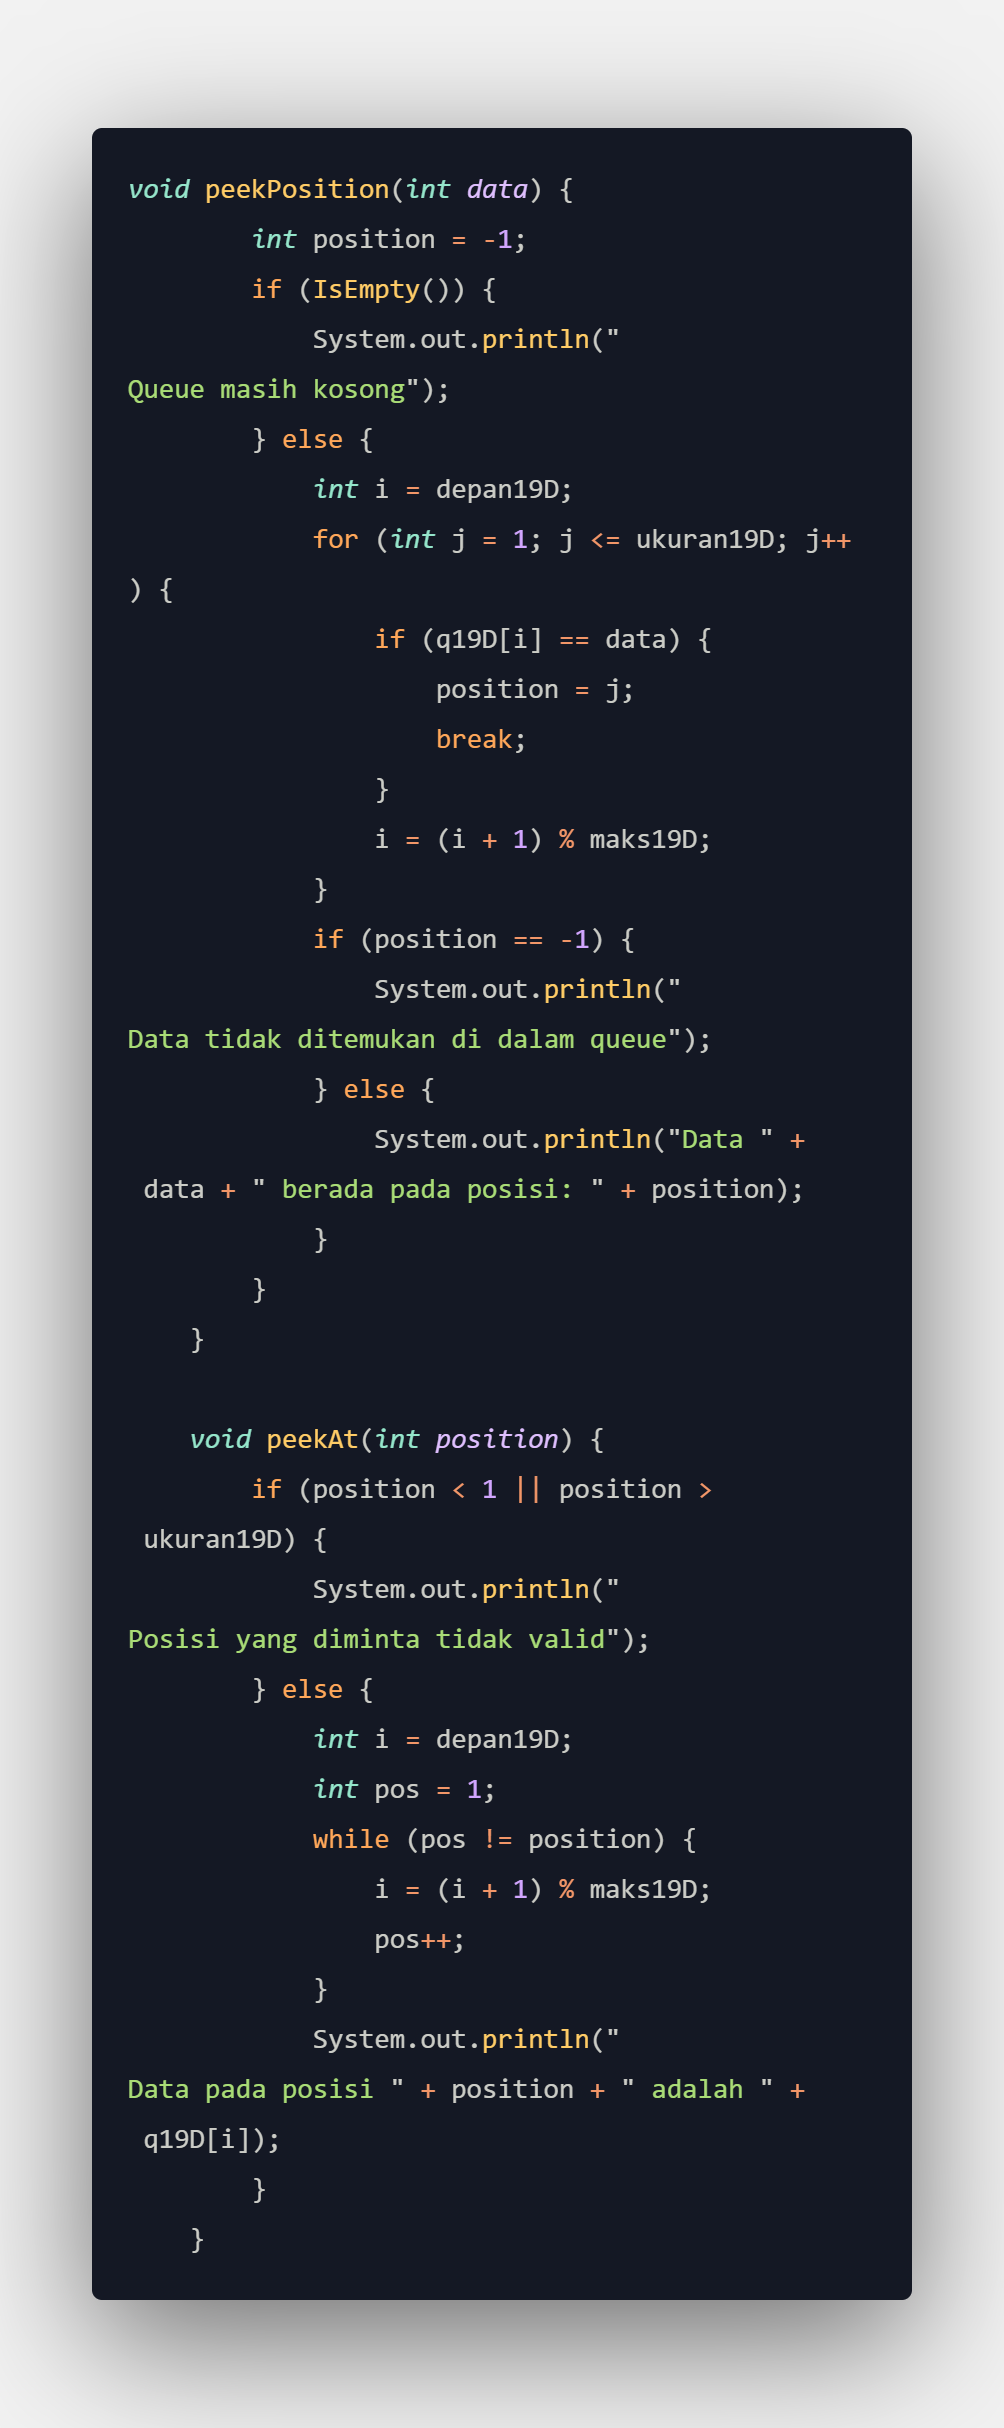 void peekPosition(int data) {
        int position = -1;
        if (IsEmpty()) {
            System.out.println("
Queue masih kosong");
        } else {
            int i = depan19D;
            for (int j = 1; j <= ukuran19D; j++
) {
                if (q19D[i] == data) {
                    position = j;
                    break;
                }
                i = (i + 1) % maks19D;
            }
            if (position == -1) {
                System.out.println("
Data tidak ditemukan di dalam queue");
            } else {
                System.out.println("Data " +
 data + " berada pada posisi: " + position);
            }
        }
    }

    void peekAt(int position) {
        if (position < 1 || position >
 ukuran19D) {
            System.out.println("
Posisi yang diminta tidak valid");
        } else {
            int i = depan19D;
            int pos = 1;
            while (pos != position) {
                i = (i + 1) % maks19D;
                pos++;
            }
            System.out.println("
Data pada posisi " + position + " adalah " +
 q19D[i]);
        }
    }